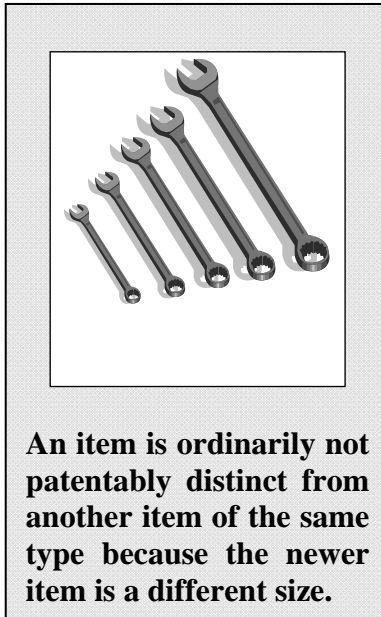 An item is ordinarily not
patentably distinct from
another item of the same
type because the newer
item is a different size.